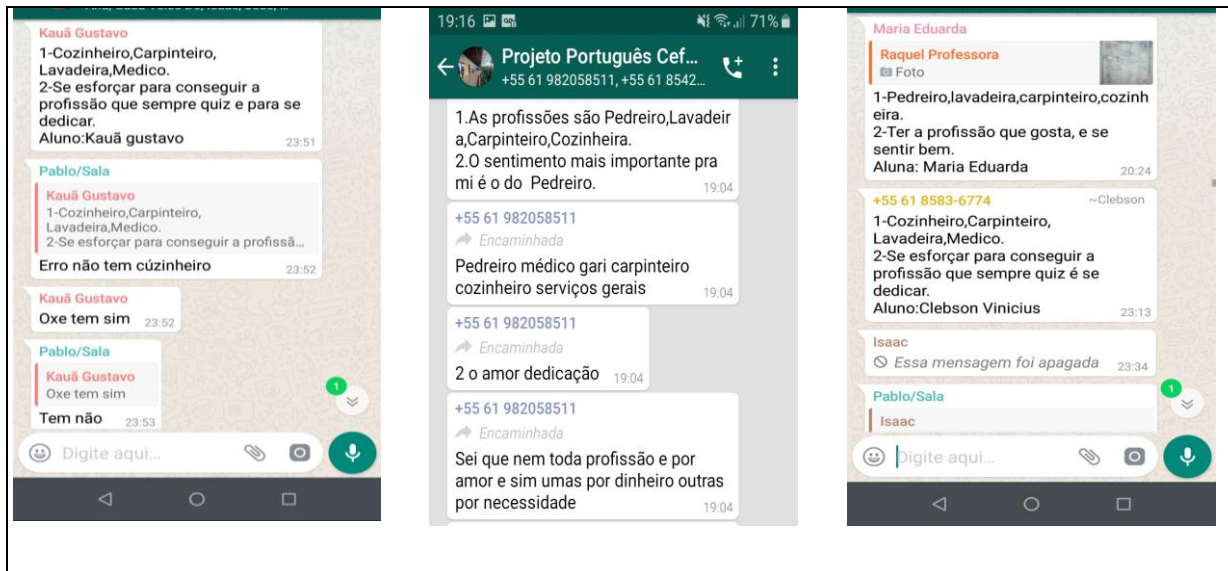 Kauã Gustavo
1-Cozinheiro,Carpinteiro,
Lavadeira,Medico.
2-Se esforçar para conseguir a
profissão que sempre quiz e para se
dedicar.
Aluno:Kauã gustavo 23:51
Pablo/Sala
Kauã Gustavo
1-Cozinheiro,Carpinteiro,
Lavadeira,Medico.
2-Se esforçar para conseguir a profissã...
Erro não tem cúzinheiro 23:52
Kauã Gustavo
Oxe tem sim 23:52
Pablo/Sala
Kauã Gustavo
Oxe tem sim
Tem não 23:53
1
Digite aqui...
19:16 71%
Projeto Português Cef...
+55 61 982058511, +55 61 8542...
1.As profissões são Pedreiro,Lavadeir
a,Carpinteiro,Cozinheira.
2.O sentimento mais importante pra
mi é o do Pedreiro. 19:04
+55 61 982058511
Encaminhada
Pedreiro médico gari carpinteiro
cozinheiro serviços gerais 19:04
+55 61 982058511
Encaminhada
2 o amor dedicação 19:04
+55 61 982058511
Encaminhada
Sei que nem toda profissão e por
amor e sim umas por dinheiro outras
por necessidade 19:04
Maria Eduarda
Raquel Professora
Foto
1-Pedreiro,lavadeira,carpinteiro,cozinh
eira.
2-Ter a profissão que gosta, e se
sentir bem.
Aluna: Maria Eduarda 20:24
+55 61 8583-6774 ~Clebson
1-Cozinheiro,Carpinteiro,
Lavadeira,Medico.
2-Se esforçar para conseguir a
profissão que sempre quiz é se
dedicar.
Aluno:Clebson Vinicius 23:13
Isaac
Essa mensagem foi apagada 23:34
Pablo/Sala
Isaac
1
Digite aqui...